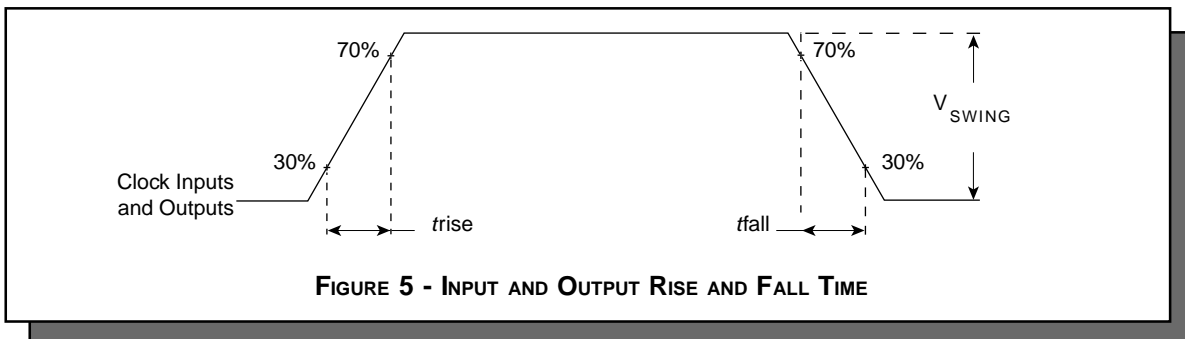 70%
70%
V SWING
30%
30%
Clock Inputs
and Outputs
trise
tfall
FIGURE 5 - INPUT AND OUTPUT RISE AND FALL TIME